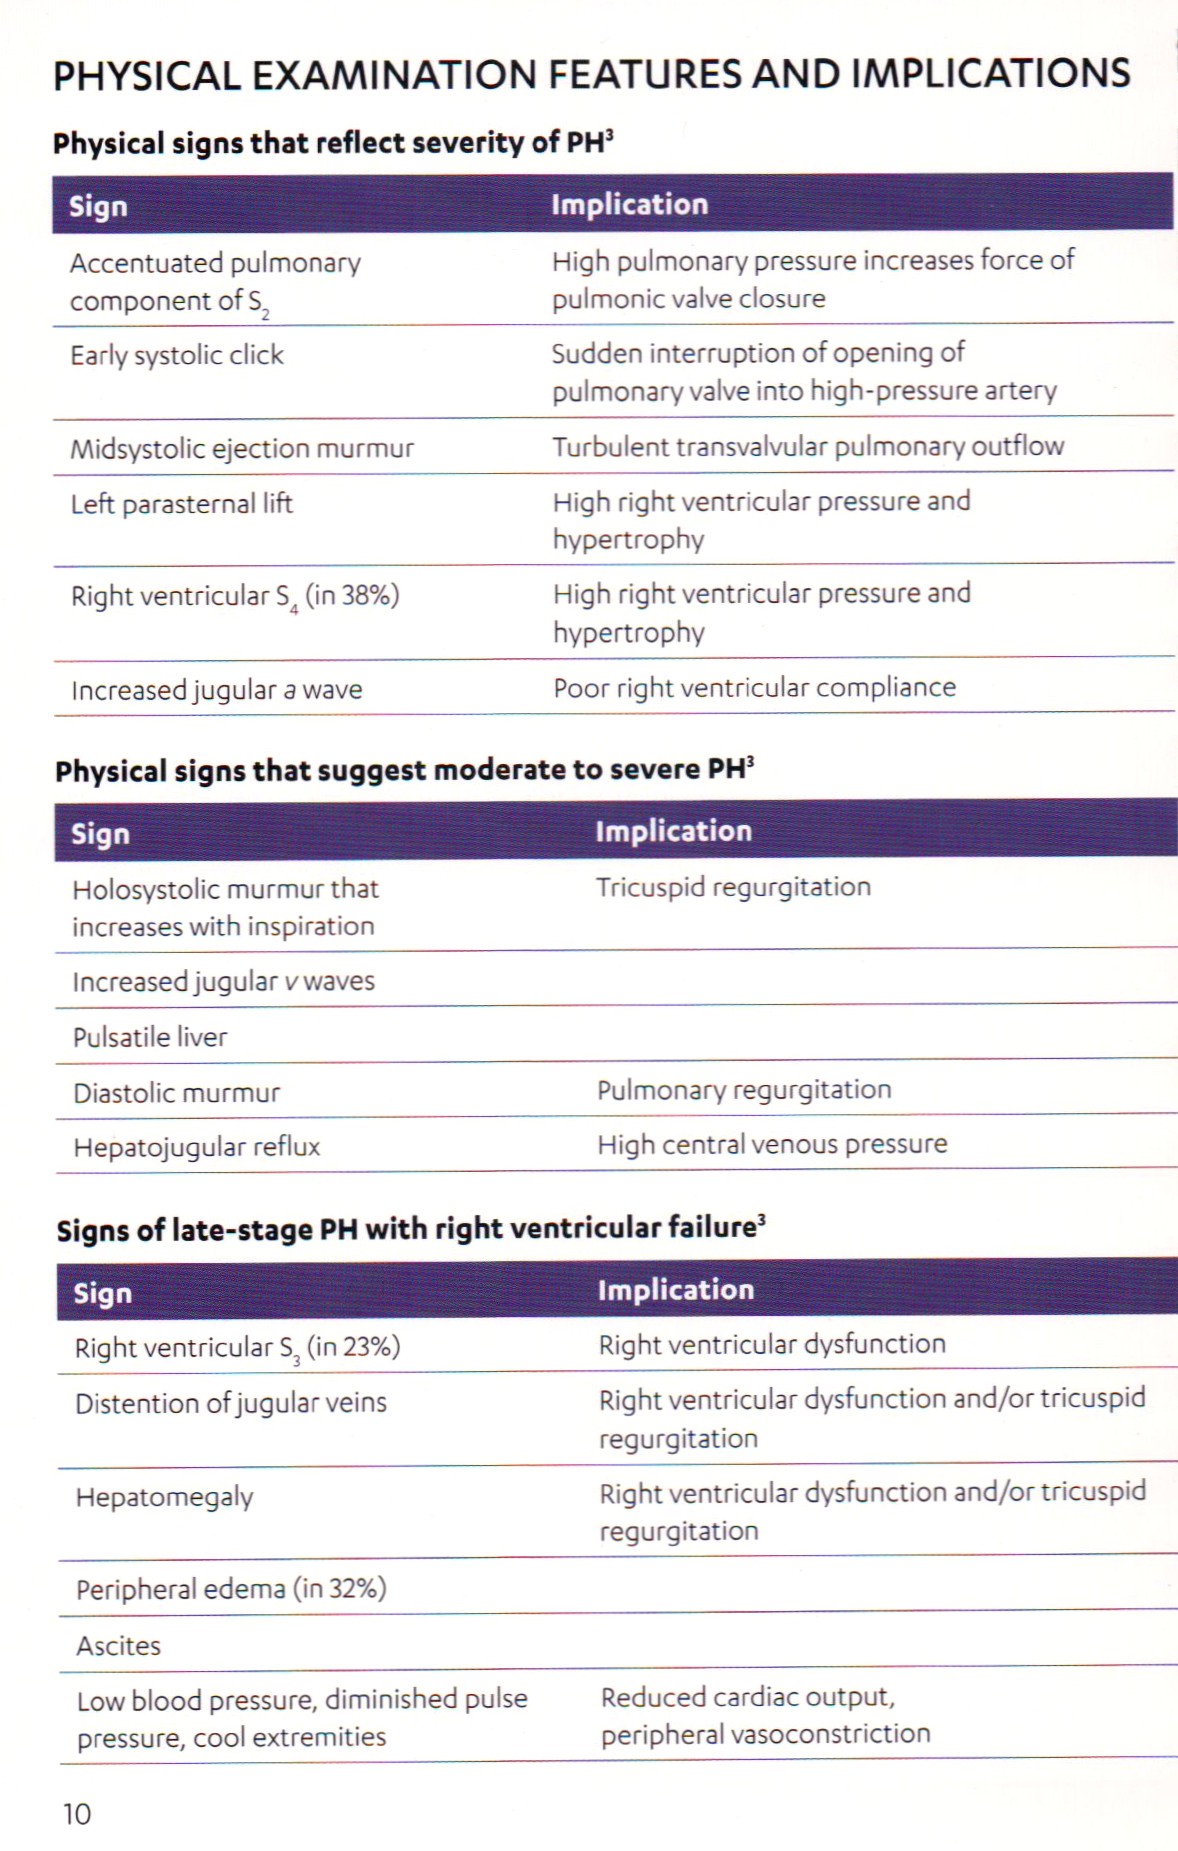 PHYSICAL EXAMINATION FEATURES AND IMPLICATIONS
Physical signs that reflect severity of PH³
Sign Implication
Accentuated pulmonary High pulmonary pressure increases force of
component of S₂ pulmonic valve closure
Early systolic click Sudden interruption of opening of
pulmonary valve into high-pressure artery
Midsystolic ejection murmur Turbulent transvalvular pulmonary outflow
Left parasternal lift High right ventricular pressure and
hypertrophy
Right ventricular S₄ (in 38%) High right ventricular pressure and
hypertrophy
Increased jugular a wave Poor right ventricular compliance
Physical signs that suggest moderate to severe PH³
Sign Implication
Holosystolic murmur that Tricuspid regurgitation
increases with inspiration
Increased jugular v waves
Pulsatile liver
Diastolic murmur Pulmonary regurgitation
Hepatojugular reflux High central venous pressure
Signs of late-stage PH with right ventricular failure³
Sign Implication
Right ventricular S₃ (in 23%) Right ventricular dysfunction
Distention of jugular veins Right ventricular dysfunction and/or tricuspid
regurgitation
Hepatomegaly Right ventricular dysfunction and/or tricuspid
regurgitation
Peripheral edema (in 32%)
Ascites
Low blood pressure, diminished pulse Reduced cardiac output,
pressure, cool extremities peripheral vasoconstriction
10